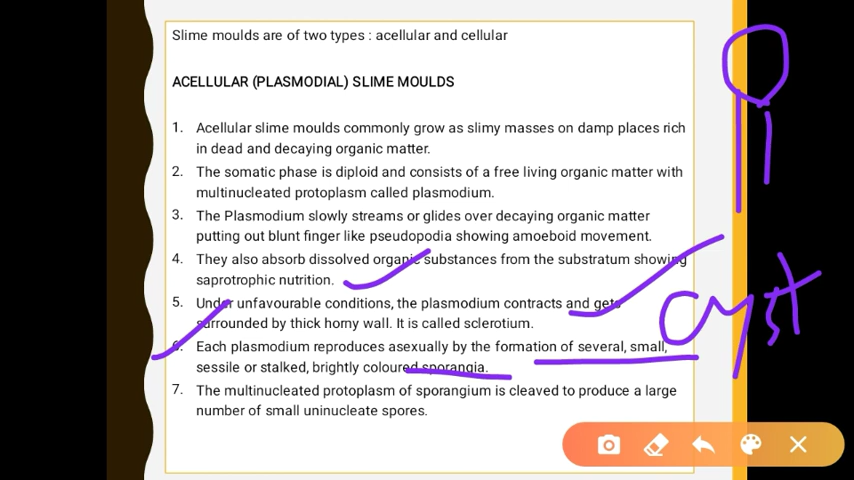 Slime moulds are of two types : acellular and cellular
ACELLULAR (PLASMODIAL) SLIME MOULDS
1. Acellular slime moulds commonly grow as slimy masses on damp places rich
in dead and decaying organic matter.
2. The somatic phase is diploid and consists of a free living organic matter with
multinucleated protoplasm called plasmodium.
3. The Plasmodium slowly streams or glides over decaying organic matter
putting out blunt finger like pseudopodia showing amoeboid movement.
4. They also absorb dissolved organic substances from the substratum showing
saprotrophic nutrition.
5. Under unfavourable conditions, the plasmodium contracts and gets
surrounded by thick horny wall. It is called sclerotium.
cyst
6. Each plasmodium reproduces asexually by the formation of several, small,
sessile or stalked, brightly coloured sporangia.
7. The multinucleated protoplasm of sporangium is cleaved to produce a large
number of small uninucleate spores.